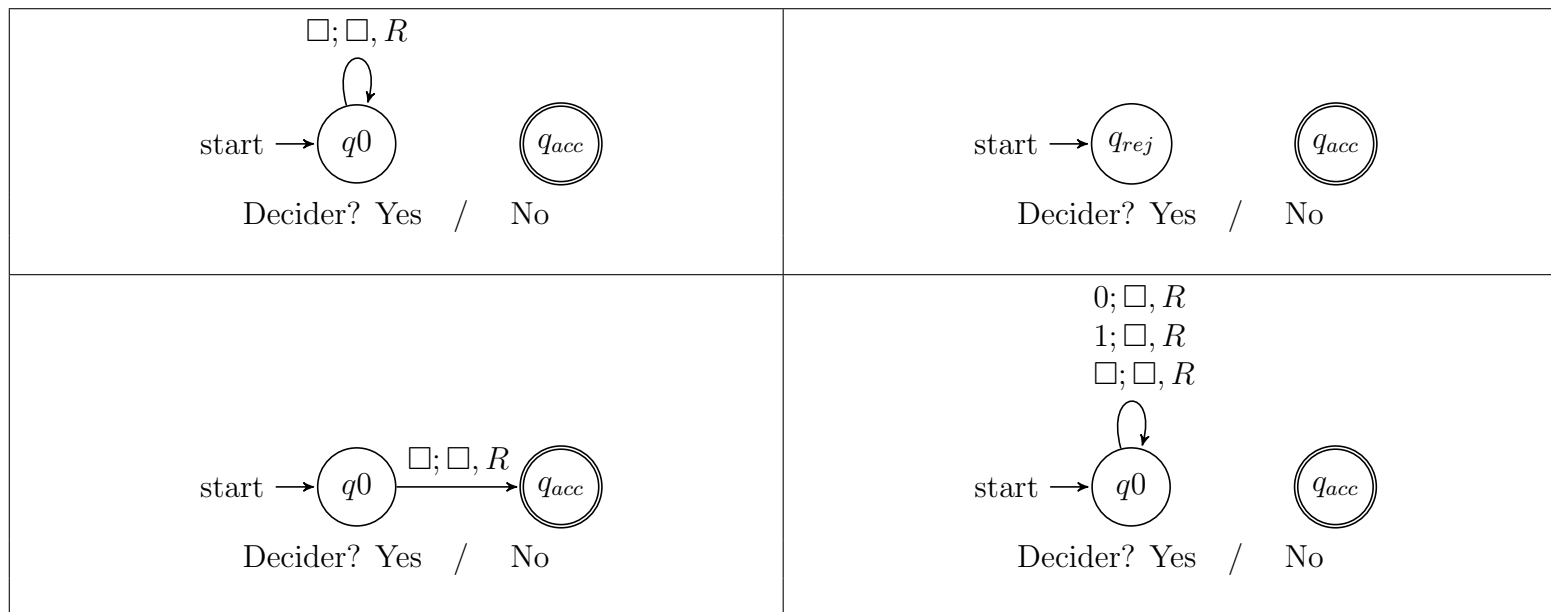 □; □, R
start q0 q_acc
Decider? Yes / No
start q_rej q_acc
Decider? Yes / No
□; □, R
start q0 q_acc
Decider? Yes / No
0; □, R
1; □, R
□; □, R
start q0 q_acc
Decider? Yes / No